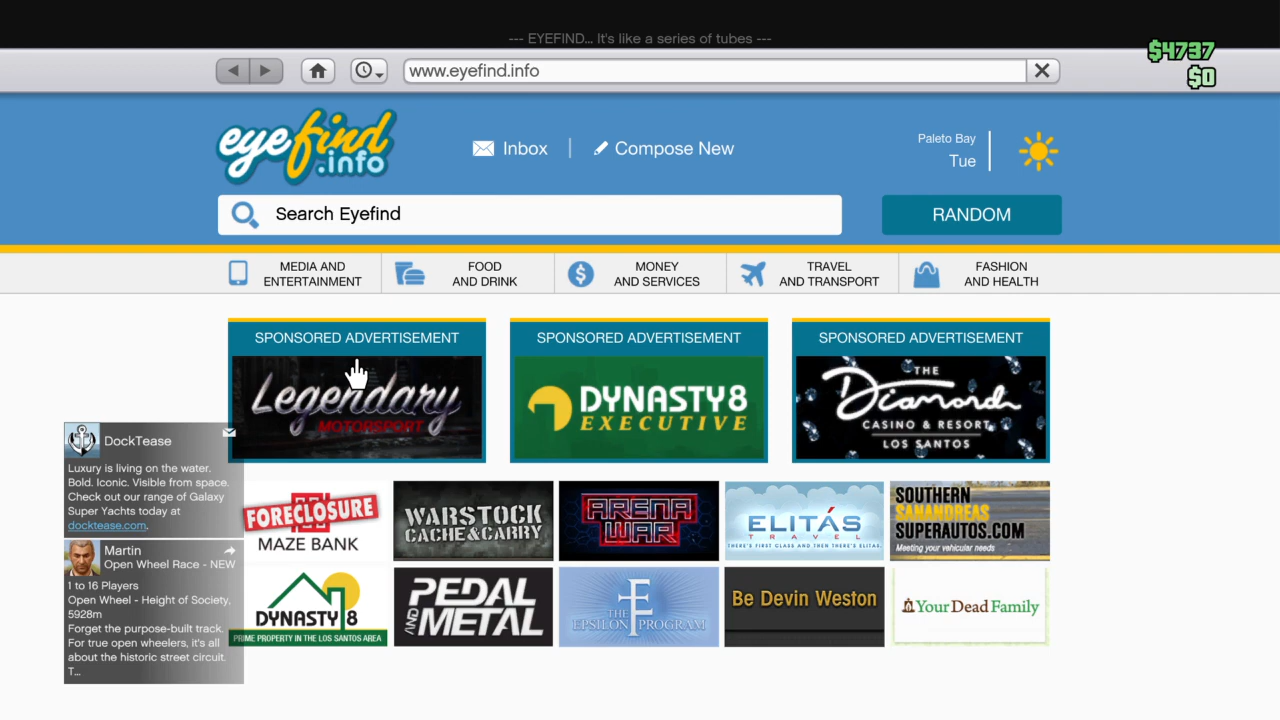 --- EYEFIND... It's like a series of tubes ---
$4737
$0
www.eyefind.info
eyefind
.info
Inbox
Compose New
Paleto Bay
Tue
Search Eyefind
RANDOM
MEDIA AND
ENTERTAINMENT
FOOD
AND DRINK
MONEY
AND SERVICES
TRAVEL
AND TRANSPORT
FASHION
AND HEALTH
SPONSORED ADVERTISEMENT
Legendary
MOTORSPORT
SPONSORED ADVERTISEMENT
DYNASTY8
EXECUTIVE
SPONSORED ADVERTISEMENT
THE
Diamond
CASINO & RESORT
LOS SANTOS
DockTease
Luxury is living on the water.
Bold. Iconic. Visible from space.
Check out our range of Galaxy
Super Yachts today at
docktease.com.
Martin
Open Wheel Race - NEW
1 to 16 Players
Open Wheel - Height of Society,
5928m
Forget the purpose-built track.
For true open wheelers, it's all
about the historic street circuit.
T...
FORECLOSURE
MAZE BANK
WARSTOCK
CACHE&CARRY
ARENA
WAR
ELITÁS
TRAVEL
THERE'S FIRST CLASS AND THEN THERE'S ELITAS
SOUTHERN
SANANDREAS
SUPERAUTOS.COM
Meeting your vehicular needs
DYNASTY 8
PRIME PROPERTY IN THE LOS SANTOS AREA
PEDAL
AND METAL
THE
EPSILON PROGRAM
Be Devin Weston
YourDeadFamily